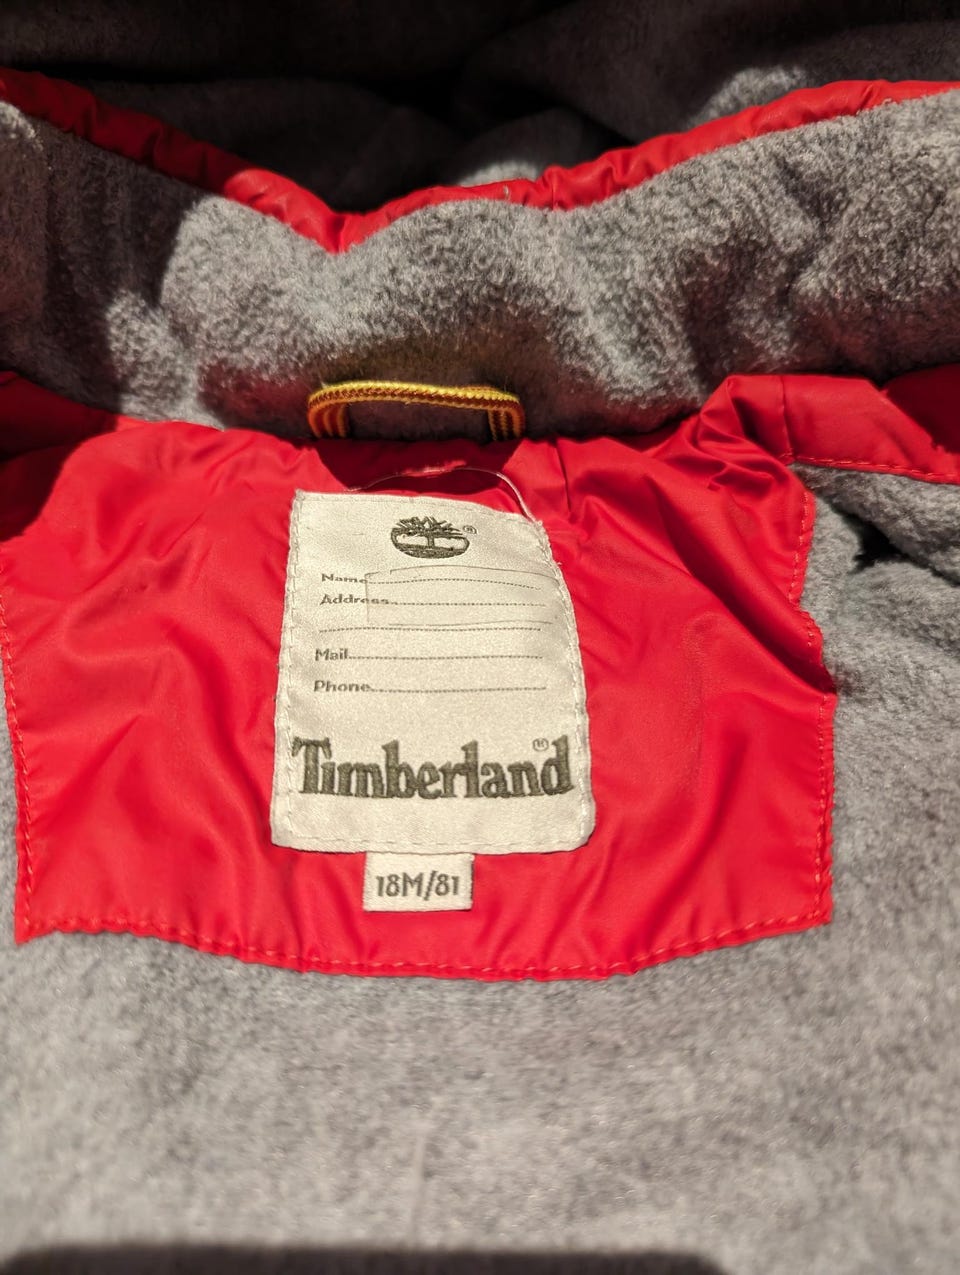 ®
Name
Address
Mail
Phone
Timberland®
18M/81